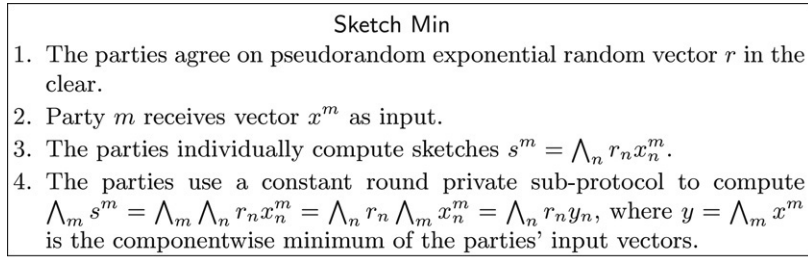 Sketch Min
1. The parties agree on pseudorandom exponential random vector r in the
clear.
2. Party m receives vector x^m as input.
3. The parties individually compute sketches s^m = ⋀_n r_n x_n^m.
4. The parties use a constant round private sub-protocol to compute
⋀_m s^m = ⋀_m ⋀_n r_n x_n^m = ⋀_n r_n ⋀_m x_n^m = ⋀_n r_n y_n, where y = ⋀_m x^m
is the componentwise minimum of the parties' input vectors.